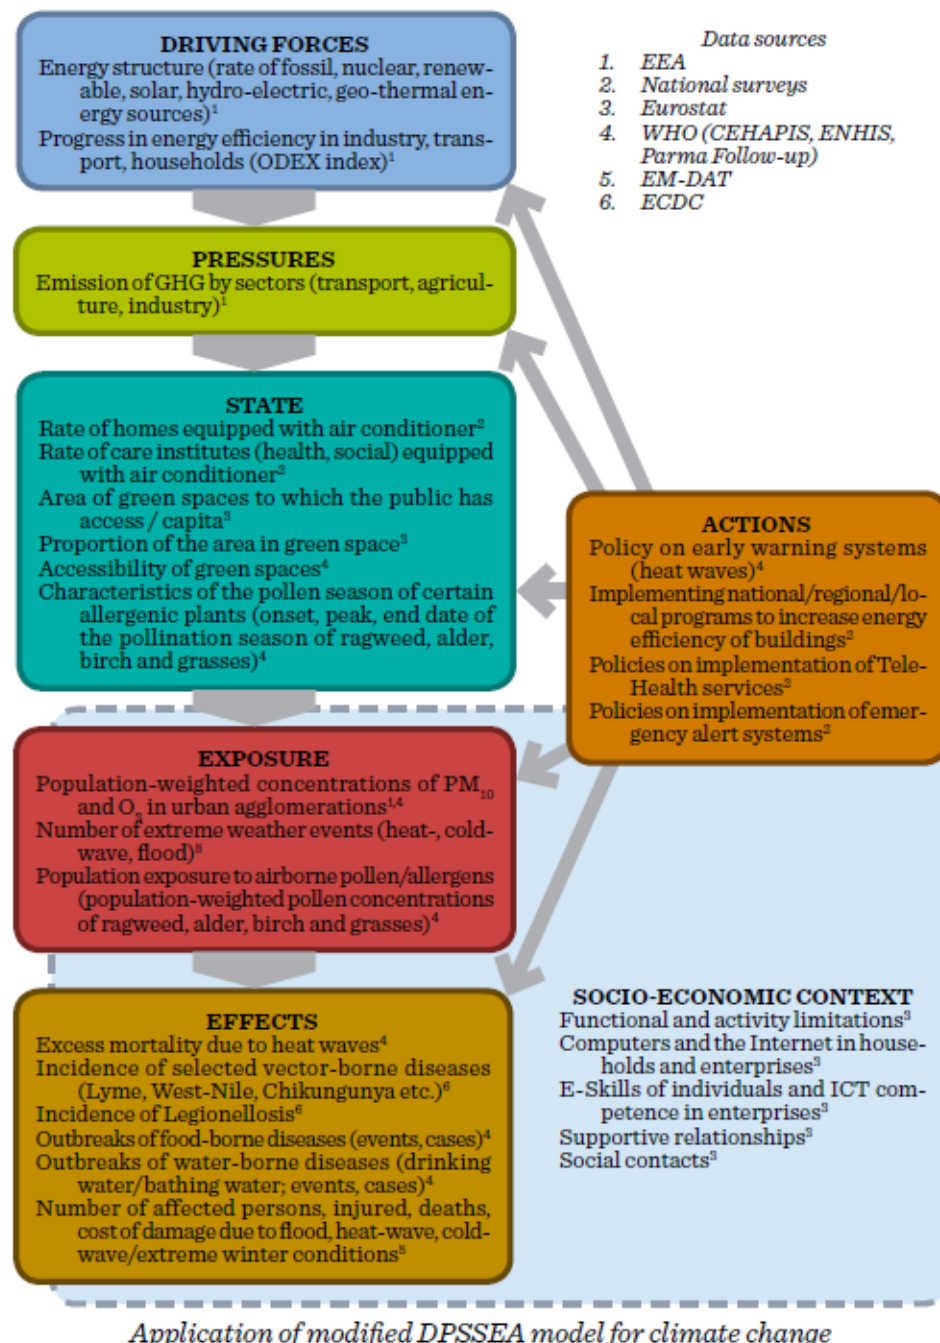 DRIVING FORCES
Energy structure (rate of fossil, nuclear, renew-
able, solar, hydro-electric, geo-thermal en-
ergy sources)¹
Progress in energy efficiency in industry, trans-
port, households (ODEX index)¹
Data sources
1. EEA
2. National surveys
3. Eurostat
4. WHO (CEHAPIS, ENHIS,
Parma Follow-up)
5. EM-DAT
6. ECDC
PRESSURES
Emission of GHG by sectors (transport, agricul-
ture, industry)¹
STATE
Rate of homes equipped with air conditioner²
Rate of care institutes (health, social) equipped
with air conditioner²
Area of green spaces to which the public has
access / capita³
Proportion of the area in green space³
Accessibility of green spaces⁴
Characteristics of the pollen season of certain
allergenic plants (onset, peak, end date of
the pollination season of ragweed, alder,
birch and grasses)⁴
ACTIONS
Policy on early warning systems
(heat waves)⁴
Implementing national/regional/lo-
cal programs to increase energy
efficiency of buildings²
Policies on implementation of Tele-
Health services²
Policies on implementation of emer-
gency alert systems²
EXPOSURE
Population-weighted concentrations of PM₁₀
and O₃ in urban agglomerations¹,⁴
Number of extreme weather events (heat-, cold-
wave, flood)⁵
Population exposure to airborne pollen/allergens
(population-weighted pollen concentrations
of ragweed, alder, birch and grasses)⁴
EFFECTS
Excess mortality due to heat waves⁴
Incidence of selected vector-borne diseases
(Lyme, West-Nile, Chikungunya etc.)⁶
Incidence of Legionellosis⁶
Outbreaks of food-borne diseases (events, cases)⁴
Outbreaks of water-borne diseases (drinking
water/bathing water; events, cases)⁴
Number of affected persons, injured, deaths,
cost of damage due to flood, heat-wave, cold-
wave/extreme winter conditions⁵
SOCIO-ECONOMIC CONTEXT
Functional and activity limitations³
Computers and the Internet in house-
holds and enterprises³
E-Skills of individuals and ICT com-
petence in enterprises³
Supportive relationships³
Social contacts³
Application of modified DPSSEA model for climate change